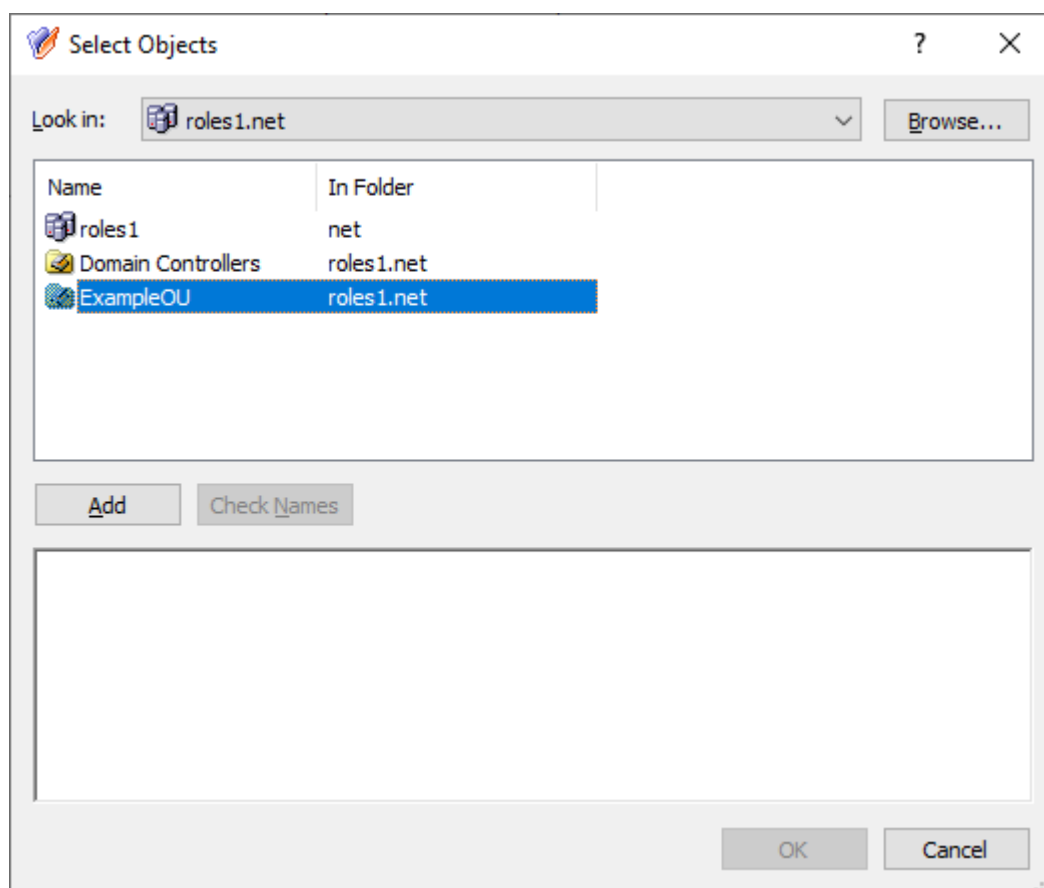 Select Objects ?
Look in: roles1.net Browse...
Name In Folder
roles1 net
Domain Controllers roles1.net
ExampleOU roles1.net
Add Check Names
OK Cancel